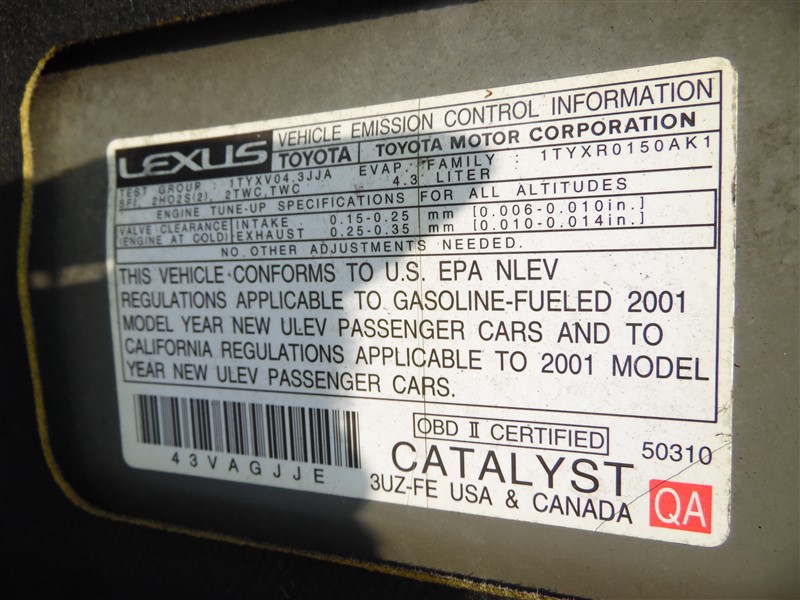 LEXUS VEHICLE EMISSION CONTROL INFORMATION
TOYOTA TOYOTA MOTOR CORPORATION
TEST GROUP : 1TYXV04.3JJA EVAP. FAMILY : 1TYXR0150AK1
SFI, 2HO2S(2), 2TWC,TWC 4.3 LITER
ENGINE TUNE-UP SPECIFICATIONS FOR ALL ALTITUDES
VALVE CLEARANCE INTAKE 0.15-0.25 mm [0.006-0.010in.]
(ENGINE AT COLD) EXHAUST 0.25-0.35 mm [0.010-0.014in.]
NO OTHER ADJUSTMENTS NEEDED.
THIS VEHICLE CONFORMS TO U.S. EPA NLEV
REGULATIONS APPLICABLE TO GASOLINE-FUELED 2001
MODEL YEAR NEW ULEV PASSENGER CARS AND TO
CALIFORNIA REGULATIONS APPLICABLE TO 2001 MODEL
YEAR NEW ULEV PASSENGER CARS.
OBD II CERTIFIED 50310
43VAGJJE CATALYST
3UZ-FE USA & CANADA QA